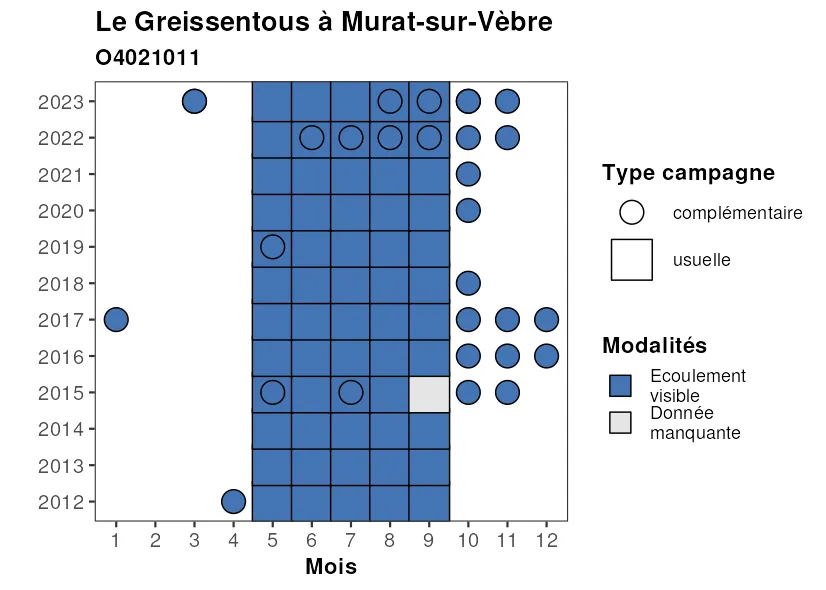 Le Greissentous à Murat-sur-Vèbre
O4021011
2023
2022
2021
2020
2019
2018
2017
2016
2015
2014
2013
2012
1 2 3 4 5 6 7 8 9 10 11 12
Mois
Type campagne
complémentaire
usuelle
Modalités
Ecoulement
visible
Donnée
manquante